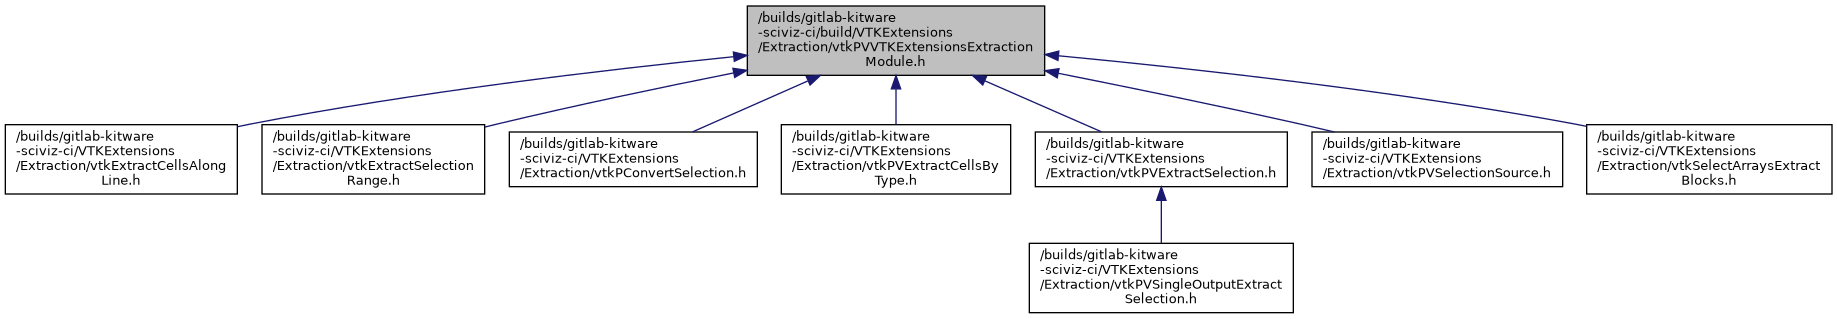 /builds/gitlab-kitware
-sciviz-ci/build/VTKExtensions
/Extraction/vtkPVVTKExtensionsExtraction
Module.h
/builds/gitlab-kitware
-sciviz-ci/VTKExtensions
/Extraction/vtkExtractCellsAlong
Line.h
/builds/gitlab-kitware
-sciviz-ci/VTKExtensions
/Extraction/vtkExtractSelection
Range.h
/builds/gitlab-kitware
-sciviz-ci/VTKExtensions
/Extraction/vtkPConvertSelection.h
/builds/gitlab-kitware
-sciviz-ci/VTKExtensions
/Extraction/vtkPVExtractCellsBy
Type.h
/builds/gitlab-kitware
-sciviz-ci/VTKExtensions
/Extraction/vtkPVExtractSelection.h
/builds/gitlab-kitware
-sciviz-ci/VTKExtensions
/Extraction/vtkPVSelectionSource.h
/builds/gitlab-kitware
-sciviz-ci/VTKExtensions
/Extraction/vtkSelectArraysExtract
Blocks.h
/builds/gitlab-kitware
-sciviz-ci/VTKExtensions
/Extraction/vtkPVSingleOutputExtract
Selection.h